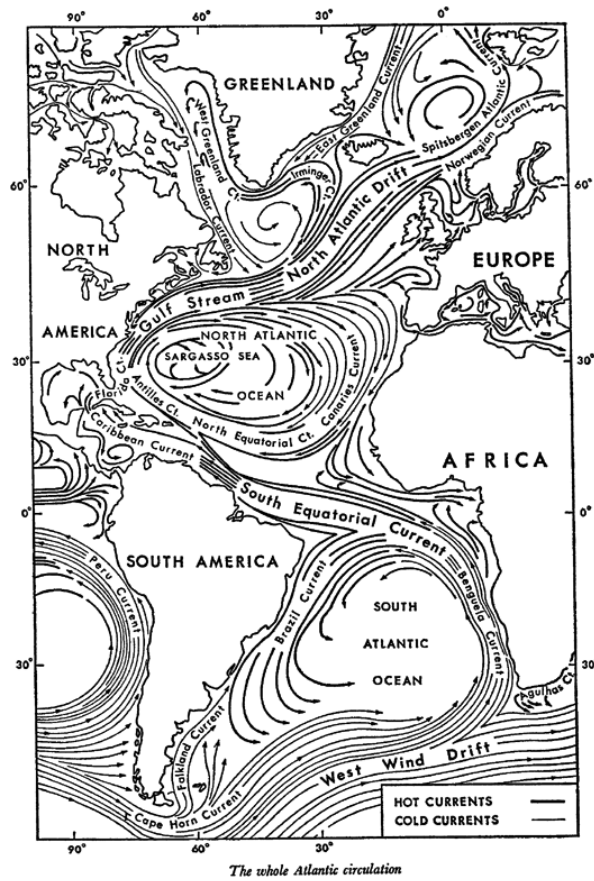 90° 60° 30° 0°
GREENLAND
West Greenland Ct.
East Greenland Current
Spitsbergen Atlantic Current
Norwegian Current
Irminger Ct.
Labrador Current
60° 60°
North Atlantic Drift
NORTH
EUROPE
Gulf Stream
AMERICA
NORTH ATLANTIC
SARGASSO SEA
30° 30°
OCEAN
Florida Ct.
Antilles Ct.
North Equatorial Ct.
Canaries Current
Caribbean Current
AFRICA
South Equatorial Current
0° 0°
SOUTH AMERICA
Peru Current
Brazil Current
Benguela Current
SOUTH
ATLANTIC
OCEAN
30° 30°
Agulhas Ct.
Falkland Current
West Wind Drift
Cape Horn Current
HOT CURRENTS
COLD CURRENTS
90° 60° 30°
The whole Atlantic circulation